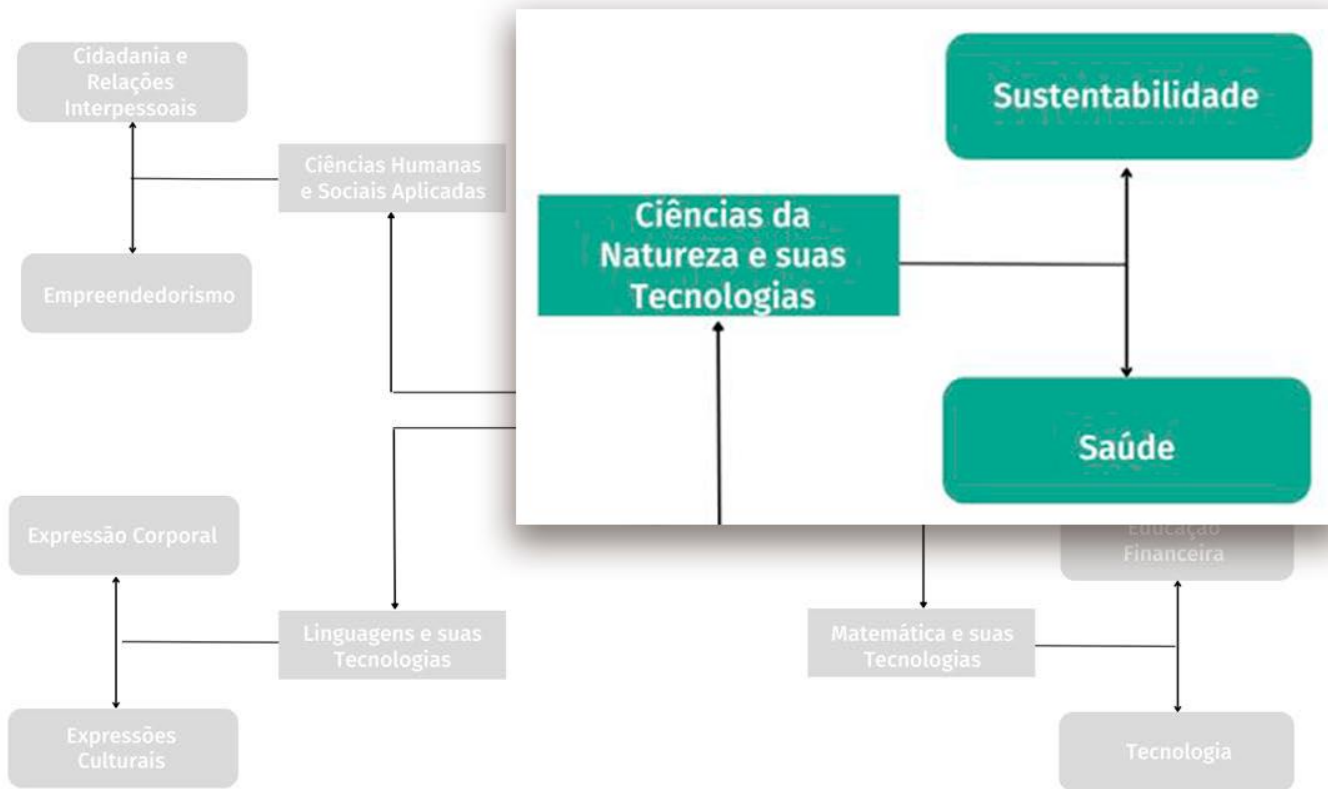 Cidadania e
Relações
Interpessoais
Ciências Humanas
e Sociais Aplicadas
Empreendedorismo
Sustentabilidade
Ciências da
Natureza e suas
Tecnologias
Saúde
Expressão Corporal
Linguagens e suas
Tecnologias
Expressões
Culturais
Educação
Financeira
Matemática e suas
Tecnologias
Tecnologia